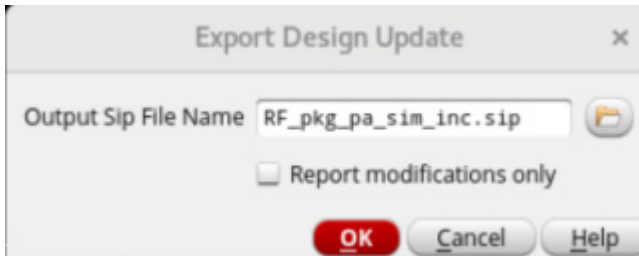 Export Design Update
Output Sip File Name RF_pkg_pa_sim_inc.sip
Report modifications only
OK Cancel Help